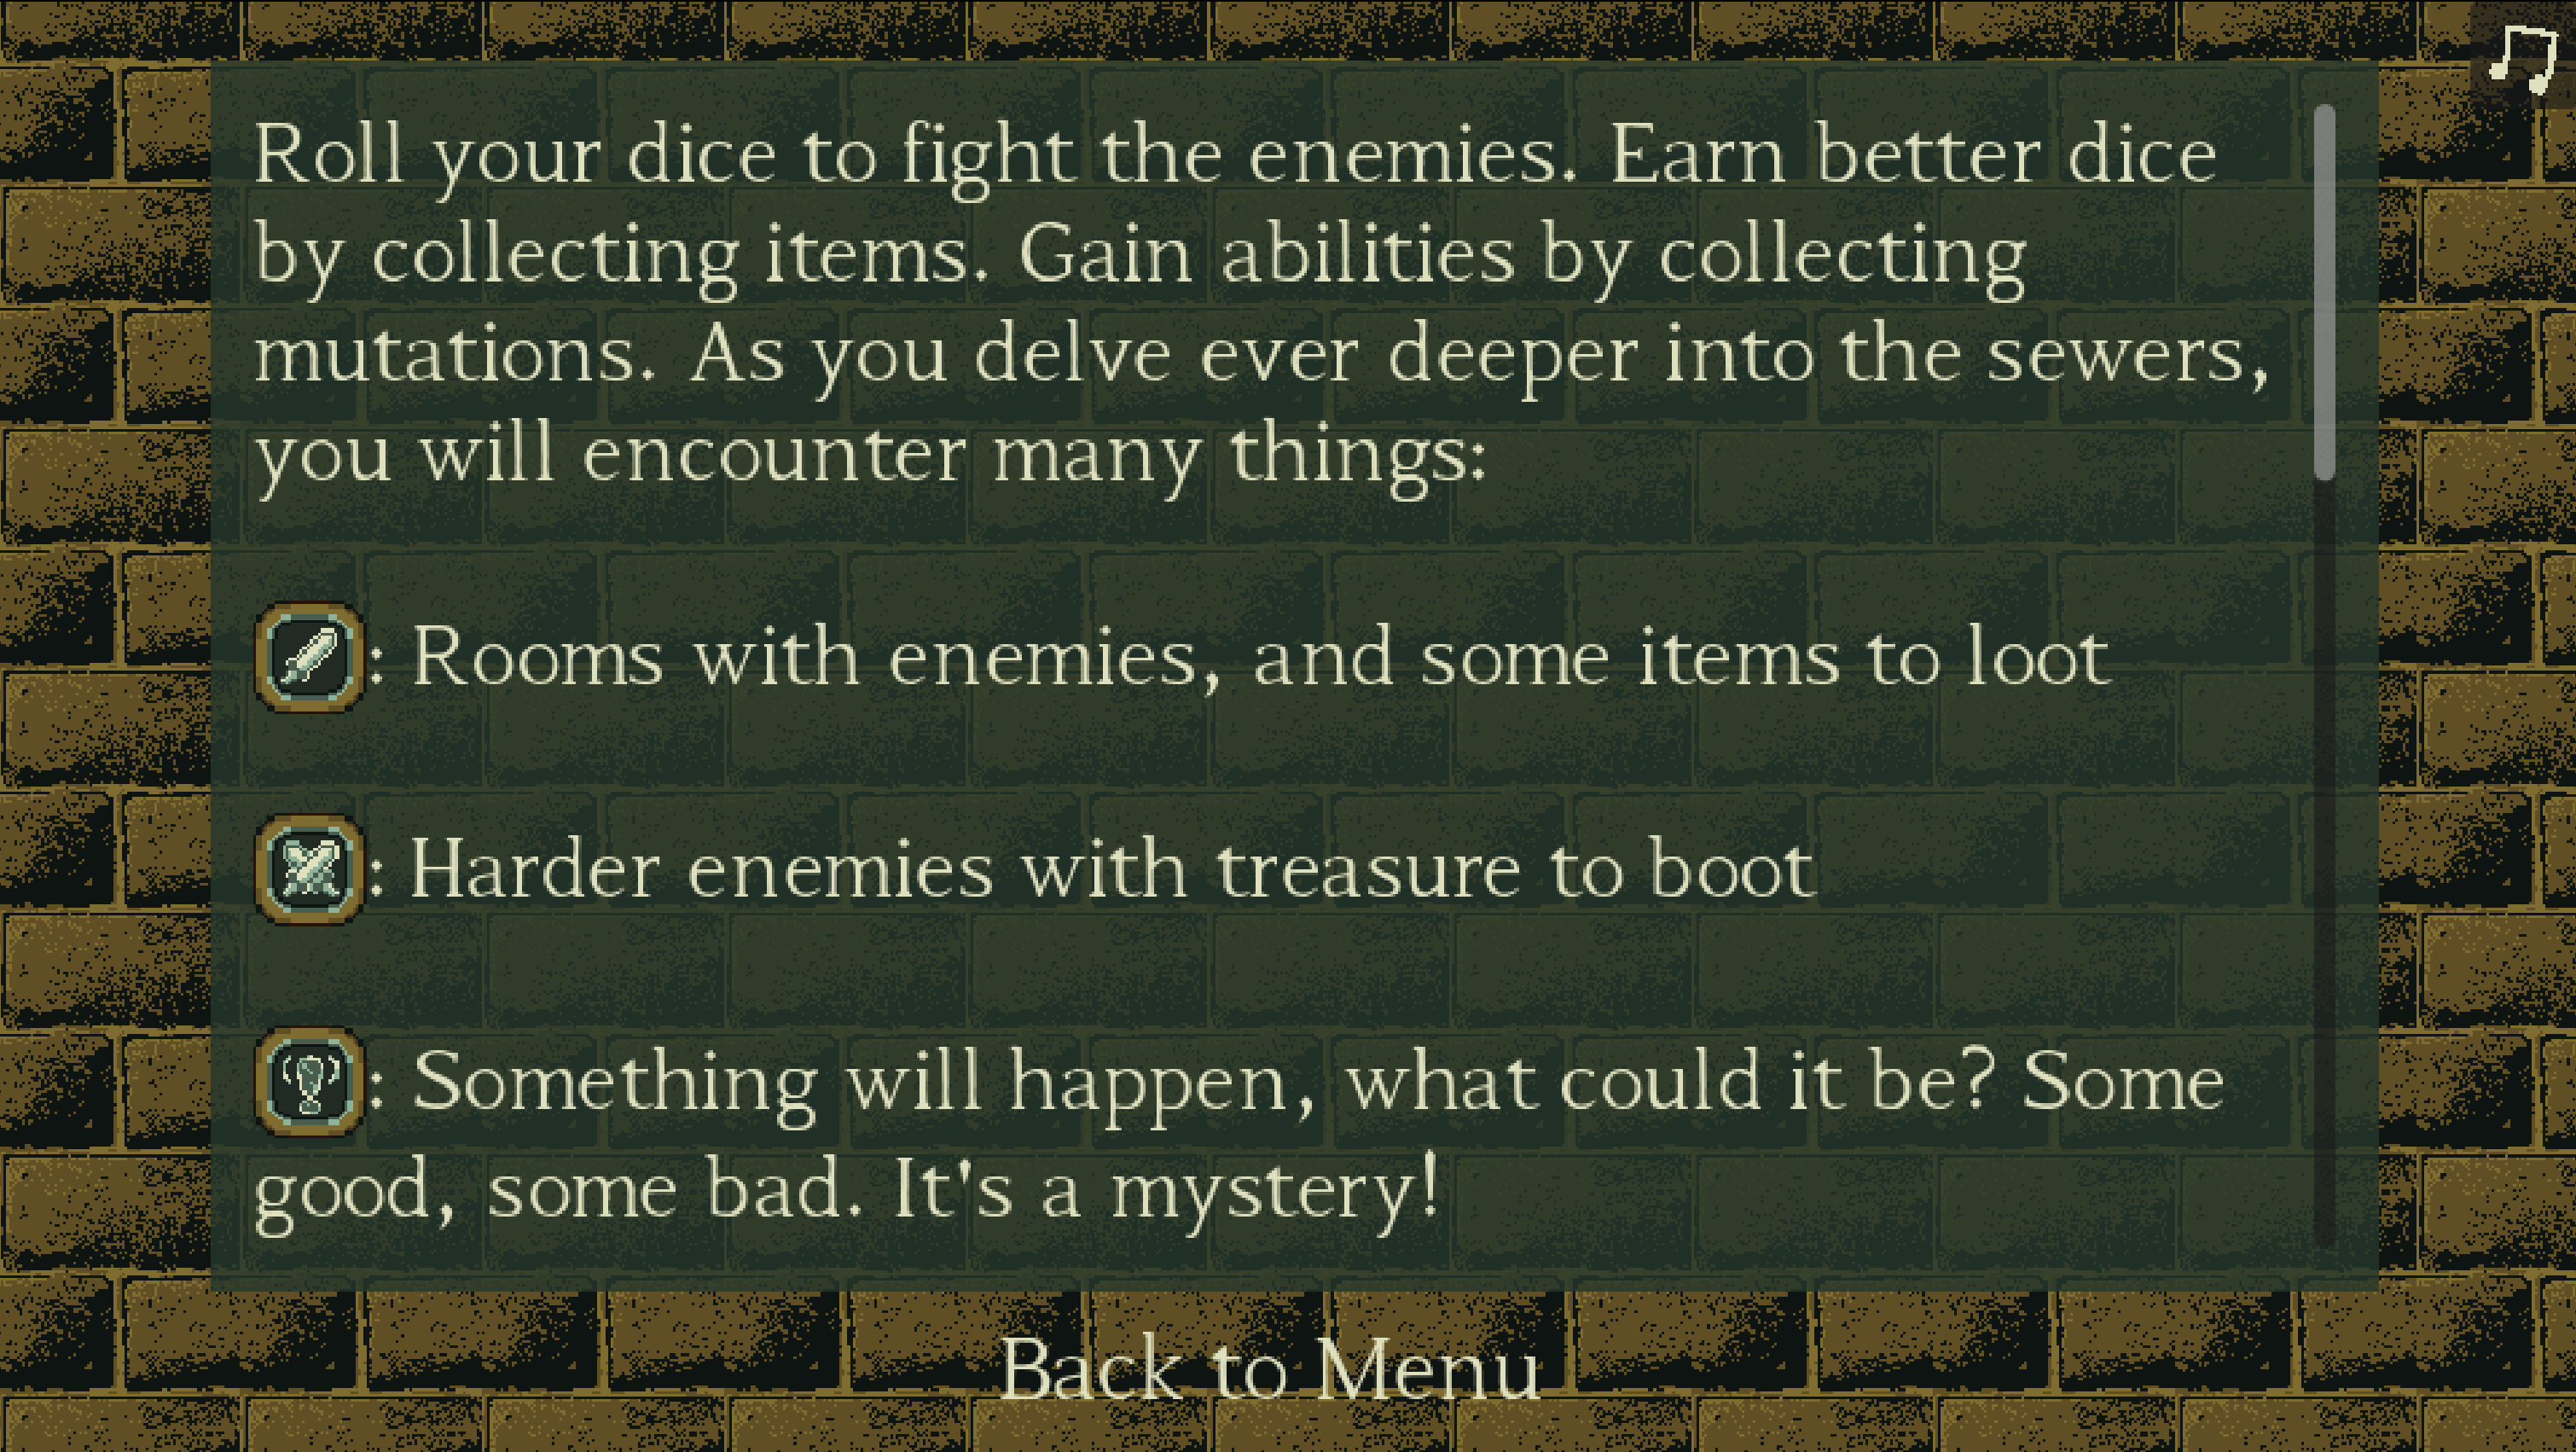 Roll your dice to fight the enemies. Earn better dice
by collecting items. Gain abilities by collecting
mutations. As you delve ever deeper into the sewers,
you will encounter many things:
: Rooms with enemies, and some items to loot
: Harder enemies with treasure to boot
: Something will happen, what could it be? Some
good, some bad. It's a mystery!
Back to Menu